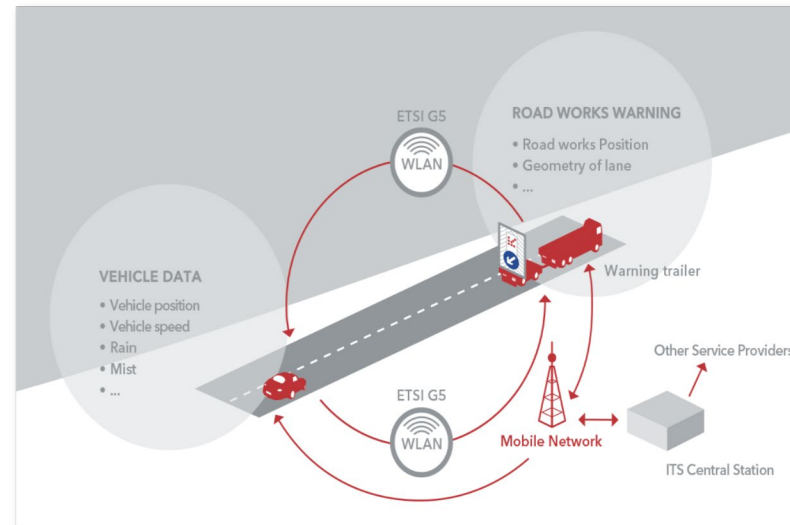 ETSI G5
WLAN
ROAD WORKS WARNING
• Road works Position
• Geometry of lane
• ...
VEHICLE DATA
• Vehicle position
• Vehicle speed
• Rain
• Mist
• ...
Warning trailer
Other Service Providers
ETSI G5
WLAN
Mobile Network
ITS Central Station